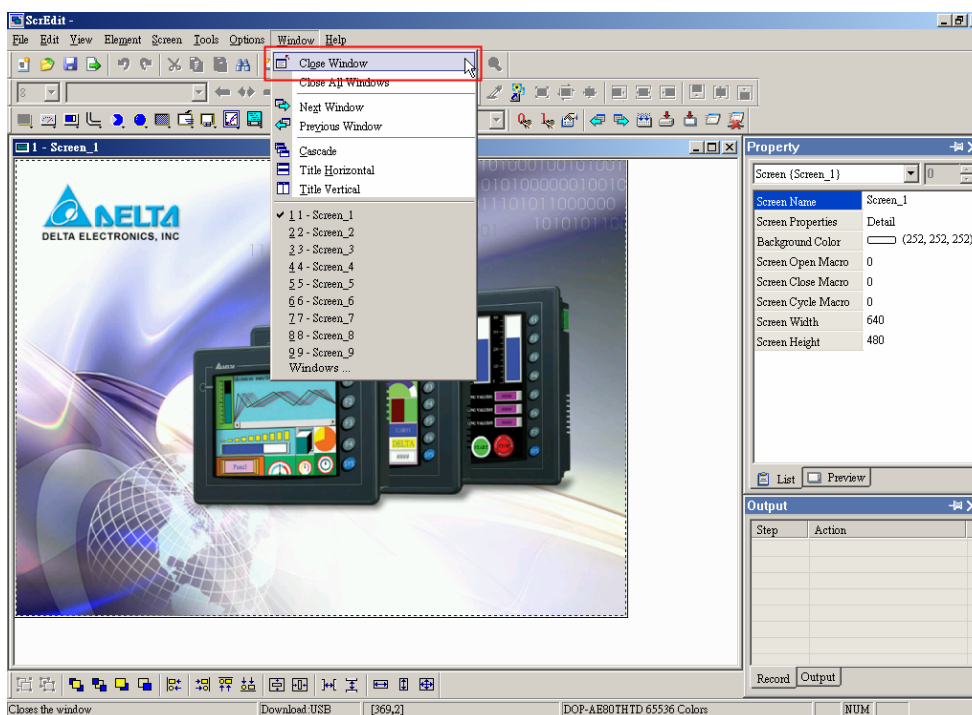 ScrEdit -
File Edit View Element Screen Tools Options Window Help
Close Window
Close All Windows
Next Window
Previous Window
Cascade
Title Horizontal
Title Vertical
1 1 - Screen_1
2 2 - Screen_2
3 3 - Screen_3
4 4 - Screen_4
5 5 - Screen_5
6 6 - Screen_6
7 7 - Screen_7
8 8 - Screen_8
9 9 - Screen_9
Windows ...
8
1 - Screen_1
DELTA
DELTA ELECTRONICS, INC
Panel
DELTA
####
START
Property
Screen {Screen_1}
0
Screen Name Screen_1
Screen Properties Detail
Background Color (252, 252, 252)
Screen Open Macro 0
Screen Close Macro 0
Screen Cycle Macro 0
Screen Width 640
Screen Height 480
List Preview
Output
Step Action
Record Output
Closes the window Download:USB [369,2] DOP-AE80THTD 65536 Colors NUM